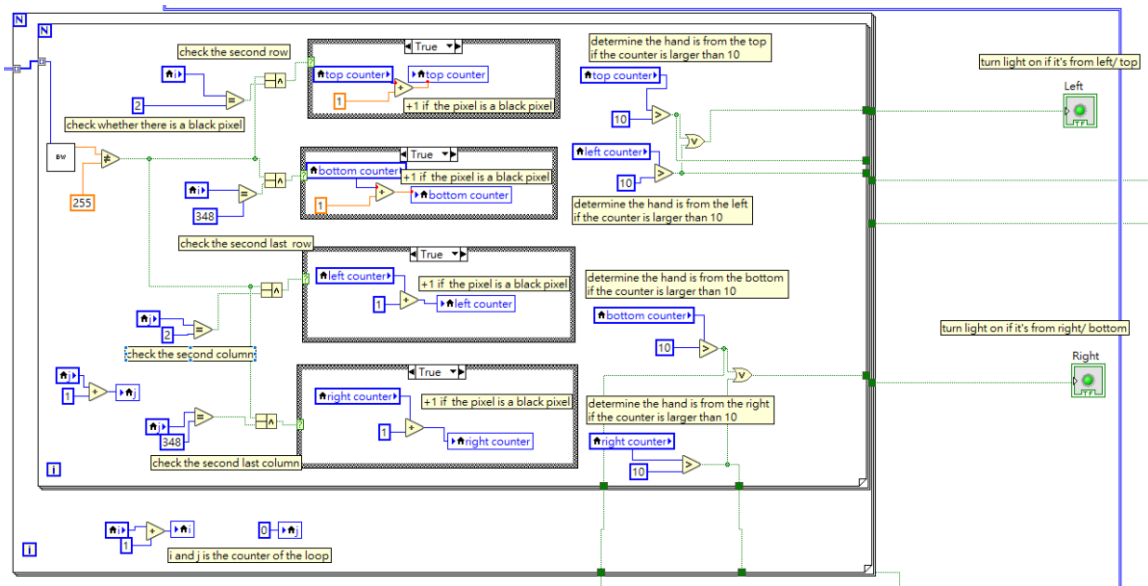 N
N
check the second row
True
i
top counter
top counter
=
2
1
+
+1 if the pixel is a black pixel
check whether there is a black pixel
BW
≠
255
True
bottom counter
+1 if the pixel is a black pixel
i
=
348
1
+
bottom counter
check the second last row
True
left counter
+1 if the pixel is a black pixel
1
+
left counter
j
=
2
check the second column
j
1
+
j
True
right counter
+1 if the pixel is a black pixel
j
=
348
1
+
right counter
check the second last column
i
determine the hand is from the top
if the counter is larger than 10
top counter
10
>
V
left counter
10
>
determine the hand is from the left
if the counter is larger than 10
determine the hand is from the bottom
if the counter is larger than 10
bottom counter
10
>
V
determine the hand is from the right
if the counter is larger than 10
right counter
10
>
turn light on if it's from left/ top
Left
TF
turn light on if it's from right/ bottom
Right
TF
i
i
1
+
i
0
j
i and j is the counter of the loop